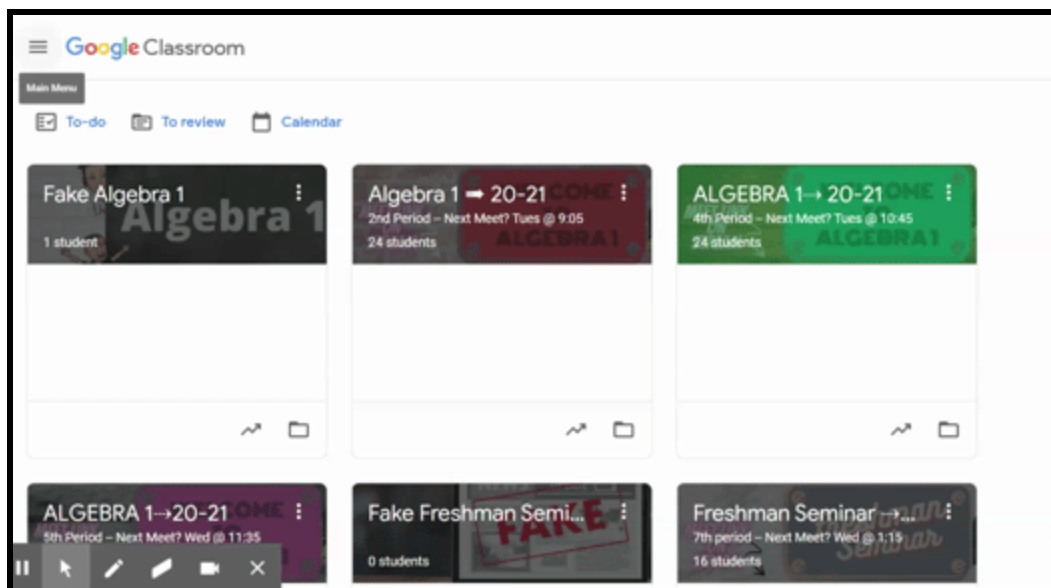 Google Classroom
Main Menu
To-do To review Calendar
Fake Algebra 1
1 student
Algebra 1
Algebra 1 ➡ 20-21
2nd Period – Next Meet? Tues @ 9:05
24 students
ALGEBRA 1
ALGEBRA 1→ 20-21
4th Period – Next Meet? Tues @ 10:45
24 students
ALGEBRA 1
ALGEBRA 1→20-21
5th Period – Next Meet? Wed @ 11:35
Fake Freshman Semi...
0 students
NEWS
FAKE
Freshman Seminar →...
7th period – Next Meet? Wed @ 1:15
16 students
Freshman
Seminar